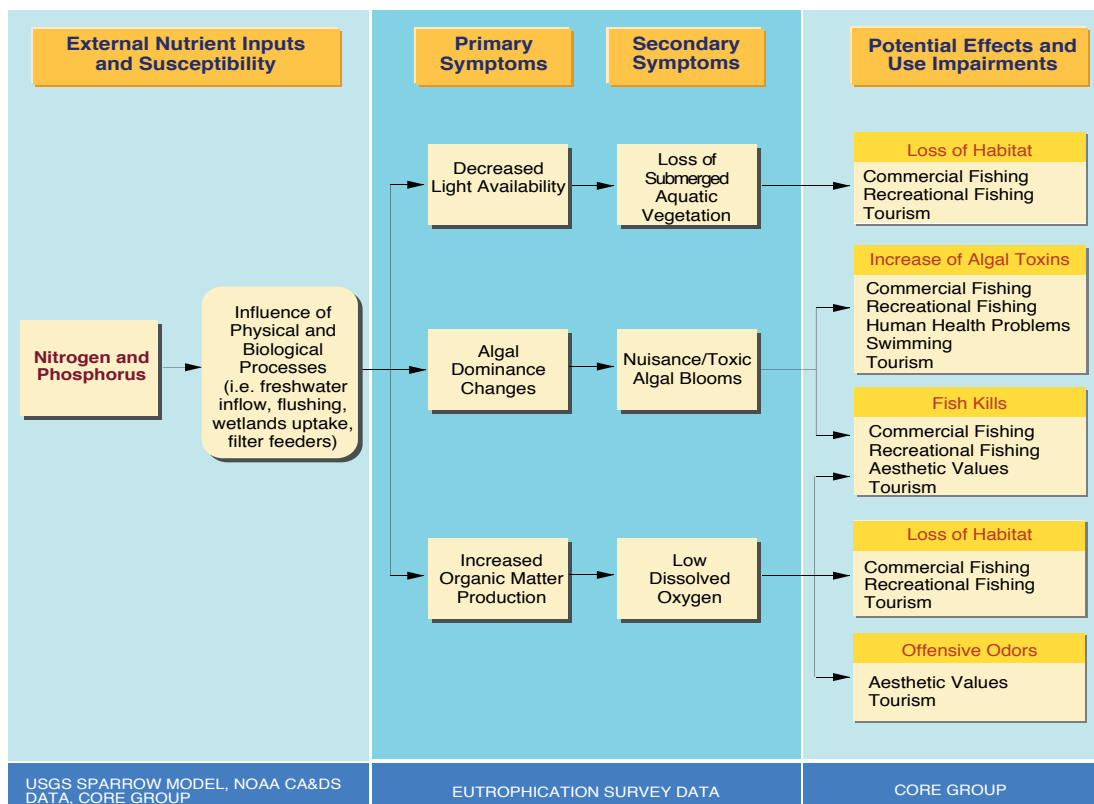 External Nutrient Inputs
and Susceptibility
Primary
Symptoms
Secondary
Symptoms
Potential Effects and
Use Impairments
Nitrogen and
Phosphorus
Influence of
Physical and
Biological
Processes
(i.e. freshwater
inflow, flushing,
wetlands uptake,
filter feeders)
Decreased
Light Availability
Loss of
Submerged
Aquatic
Vegetation
Loss of Habitat
Commercial Fishing
Recreational Fishing
Tourism
Algal
Dominance
Changes
Nuisance/Toxic
Algal Blooms
Increase of Algal Toxins
Commercial Fishing
Recreational Fishing
Human Health Problems
Swimming
Tourism
Fish Kills
Commercial Fishing
Recreational Fishing
Aesthetic Values
Tourism
Increased
Organic Matter
Production
Low
Dissolved
Oxygen
Loss of Habitat
Commercial Fishing
Recreational Fishing
Tourism
Offensive Odors
Aesthetic Values
Tourism
USGS SPARROW MODEL, NOAA CA&DS
DATA, CORE GROUP
EUTROPHICATION SURVEY DATA
CORE GROUP